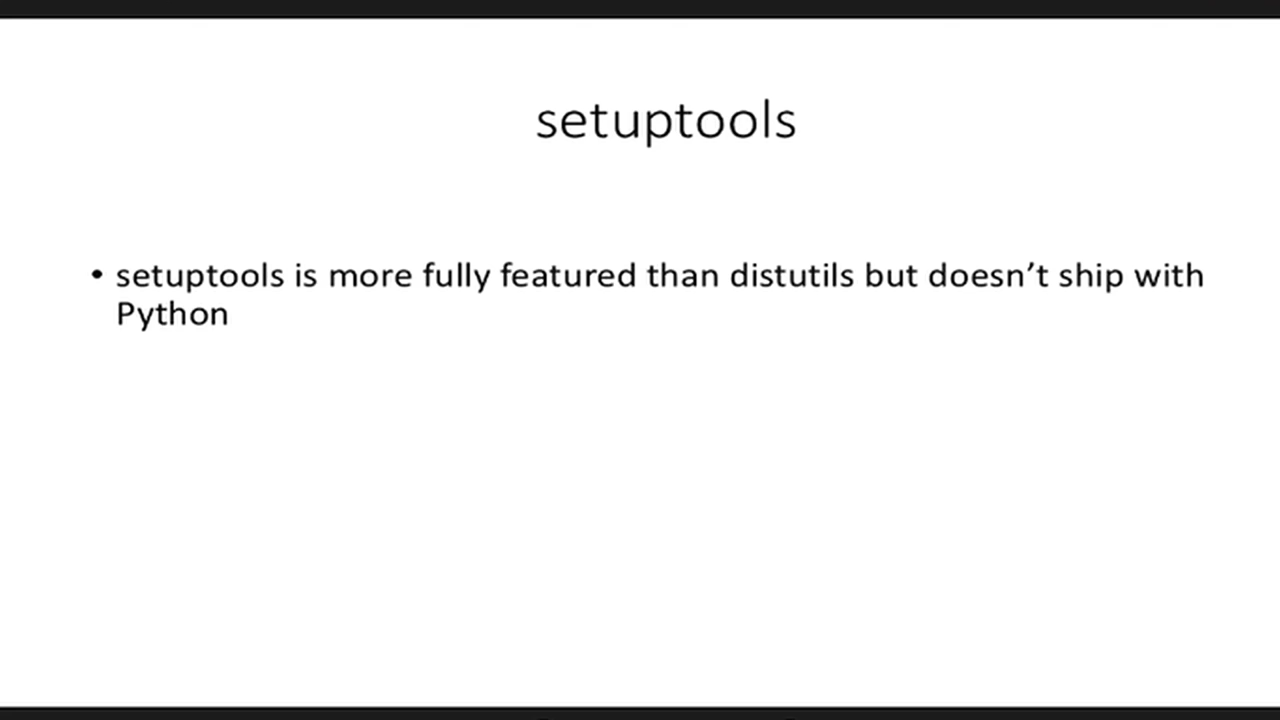 setuptools
• setuptools is more fully featured than distutils but doesn’t ship with
Python